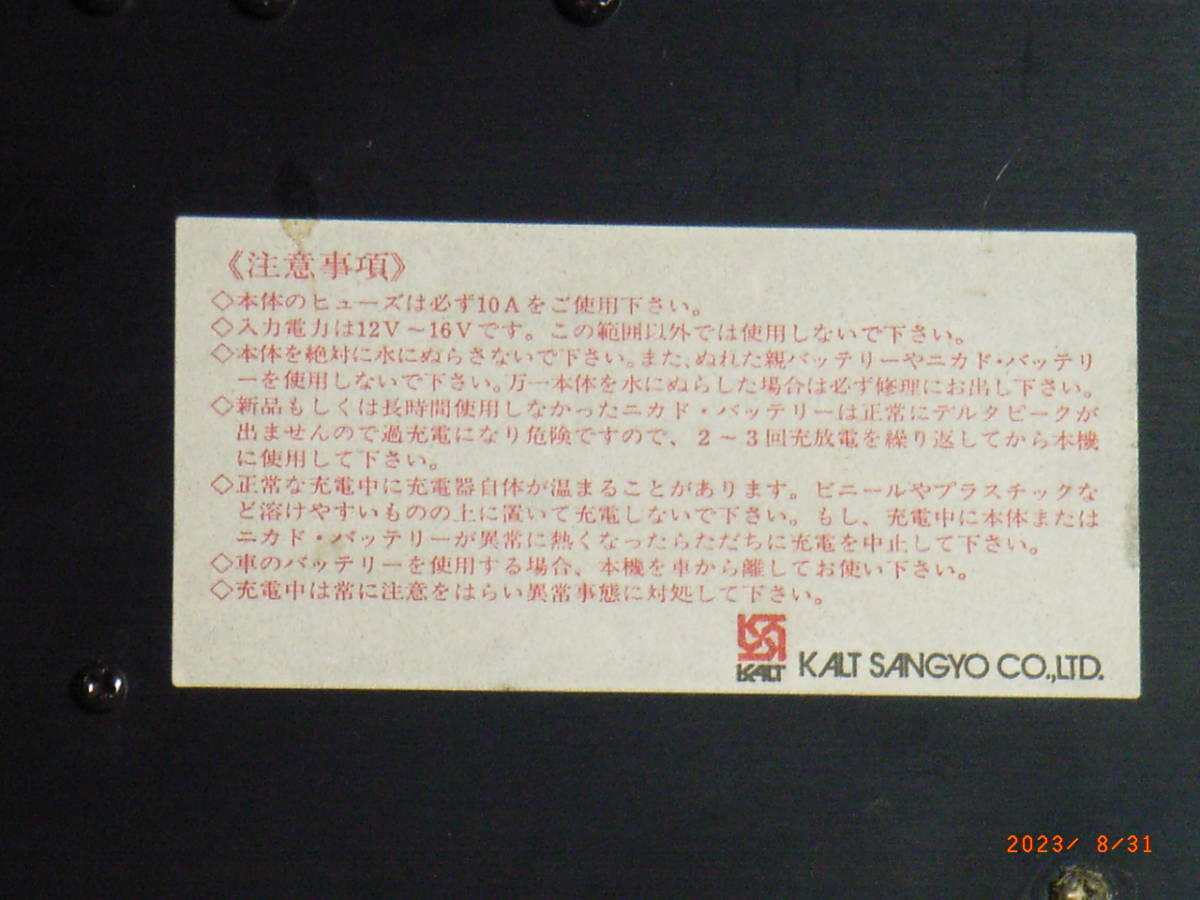 《注意事項》
◇本体のヒューズは必ず10Aをご使用下さい。
◇入力電力は12V～16Vです。この範囲以外では使用しないで下さい。
◇本体を絶対に水にぬらさないで下さい。また、ぬれた親バッテリーやニカド・バッテリ
ーを使用しないで下さい。万一本体を水にぬらした場合は必ず修理にお出し下さい。
◇新品もしくは長時間使用しなかったニカド・バッテリーは正常にデルタピークが
出ませんので過充電になり危険ですので、2～3回充放電を繰り返してから本機
に使用して下さい。
◇正常な充電中に充電器自体が温まることがあります。ビニールやプラスチックな
ど溶けやすいものの上に置いて充電しないで下さい。もし、充電中に本体または
ニカド・バッテリーが異常に熱くなったらただちに充電を中止して下さい。
◇車のバッテリーを使用する場合、本機を車から離してお使い下さい。
◇充電中は常に注意をはらい異常事態に対処して下さい。
KALT KALT SANGYO CO.,LTD.
2023/ 8/31